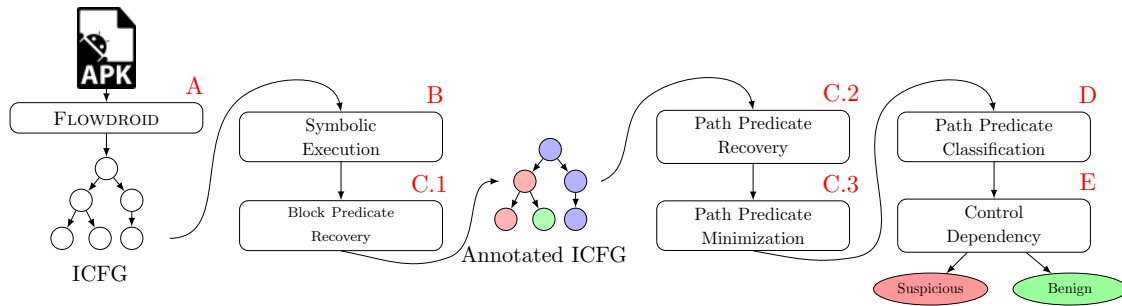 APK
A
FLOWDROID
ICFG
B
Symbolic
Execution
C.1
Block Predicate
Recovery
Annotated ICFG
C.2
Path Predicate
Recovery
C.3
Path Predicate
Minimization
D
Path Predicate
Classification
E
Control
Dependency
Suspicious
Benign